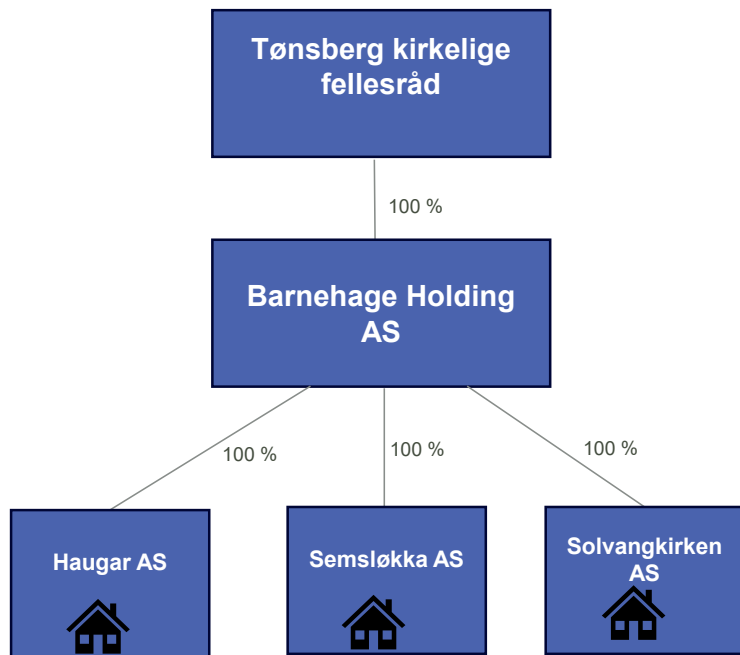 Tønsberg kirkelige
fellesråd
100 %
Barnehage Holding
AS
100 %
100 %
100 %
Haugar AS
Semsløkka AS
Solvangkirken
AS